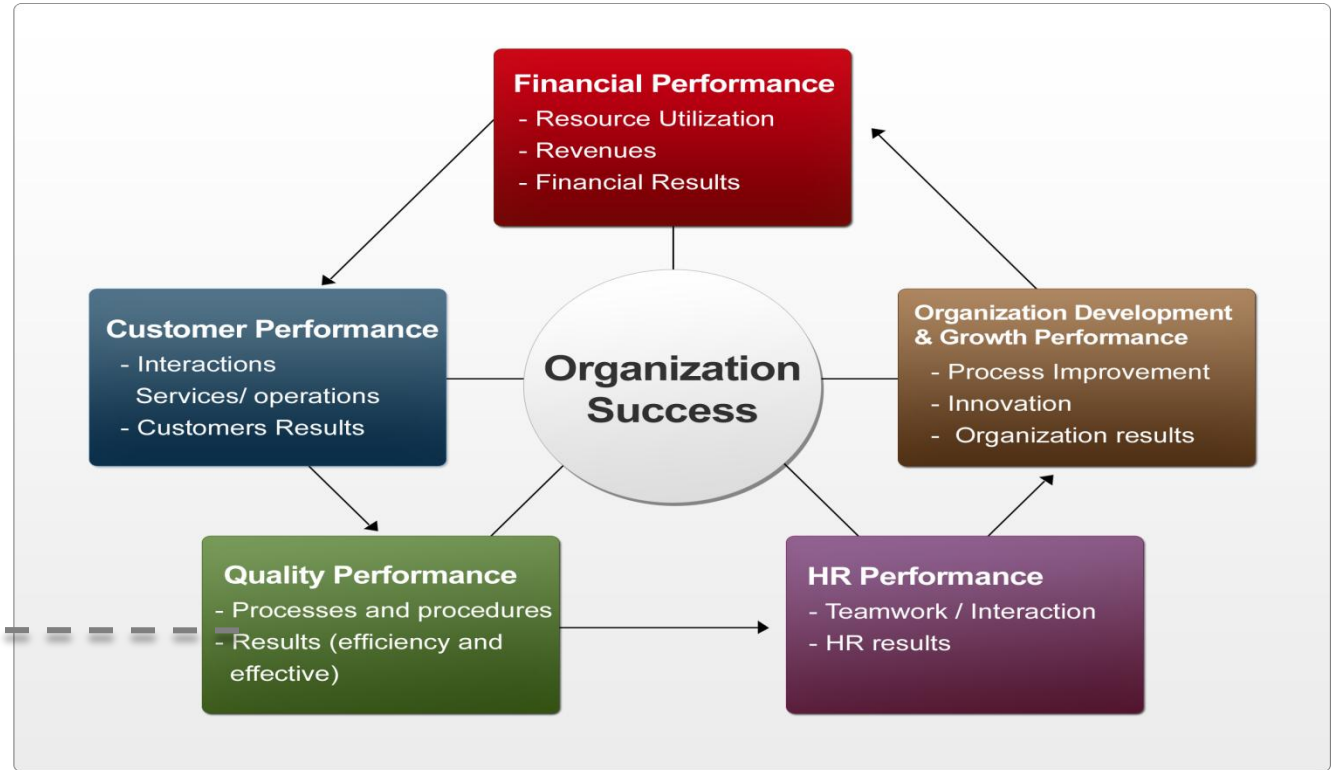 Financial Performance
- Resource Utilization
- Revenues
- Financial Results
Customer Performance
- Interactions
Services/ operations
- Customers Results
Organization
Success
Organization Development
& Growth Performance
- Process Improvement
- Innovation
- Organization results
Quality Performance
- Processes and procedures
- Results (efficiency and
effective)
HR Performance
- Teamwork / Interaction
- HR results